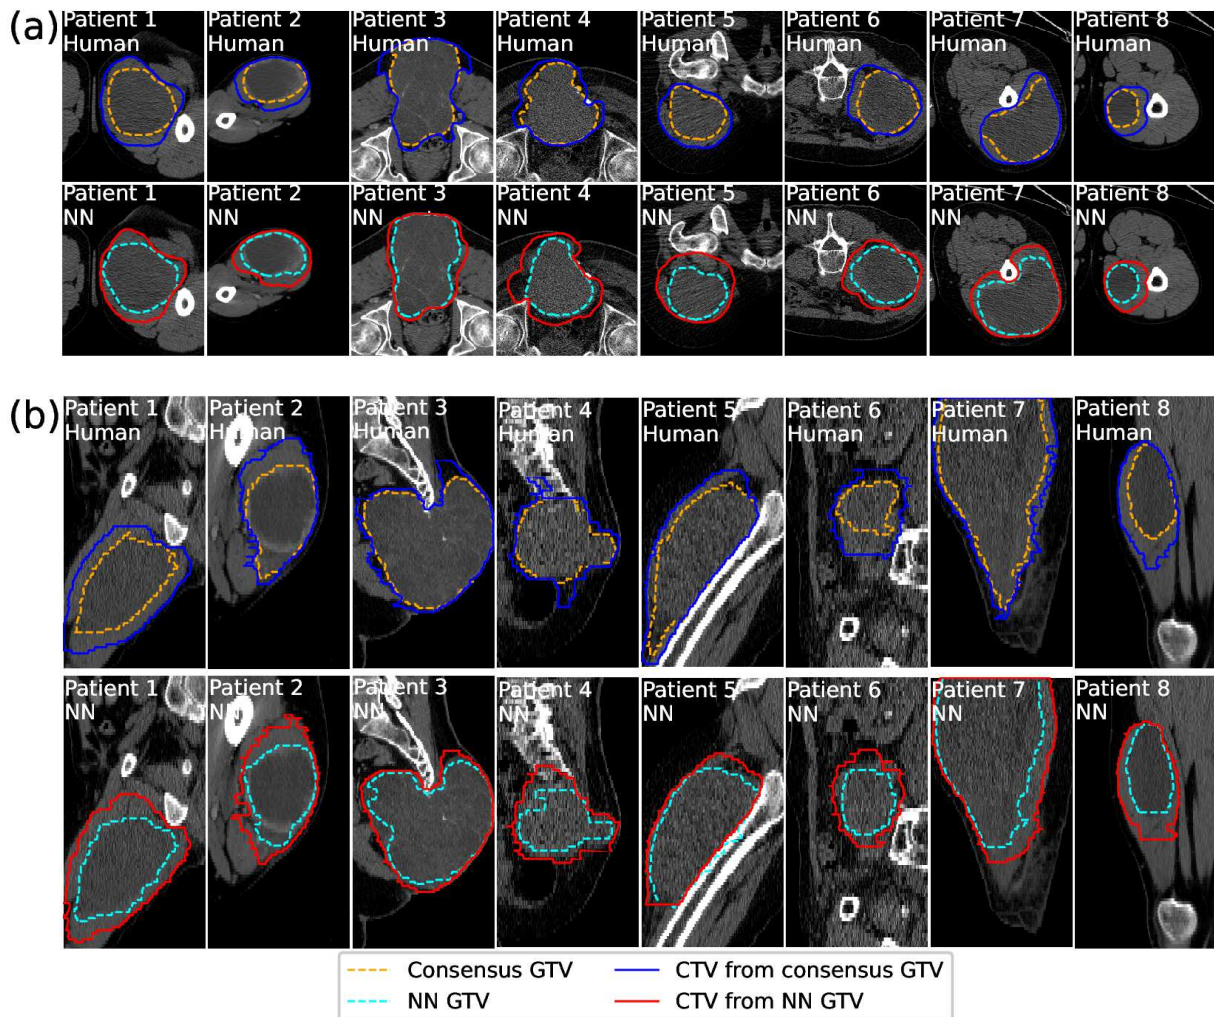 (a)
Patient 1
Human
Patient 2
Human
Patient 3
Human
Patient 4
Human
Patient 5
Human
Patient 6
Human
Patient 7
Human
Patient 8
Human
Patient 1
NN
Patient 2
NN
Patient 3
NN
Patient 4
NN
Patient 5
NN
Patient 6
NN
Patient 7
NN
Patient 8
NN
(b)
Patient 1
Human
Patient 2
Human
Patient 3
Human
Patient 4
Human
Patient 5
Human
Patient 6
Human
Patient 7
Human
Patient 8
Human
Patient 1
NN
Patient 2
NN
Patient 3
NN
Patient 4
NN
Patient 5
NN
Patient 6
NN
Patient 7
NN
Patient 8
NN
Consensus GTV
NN GTV
CTV from consensus GTV
CTV from NN GTV